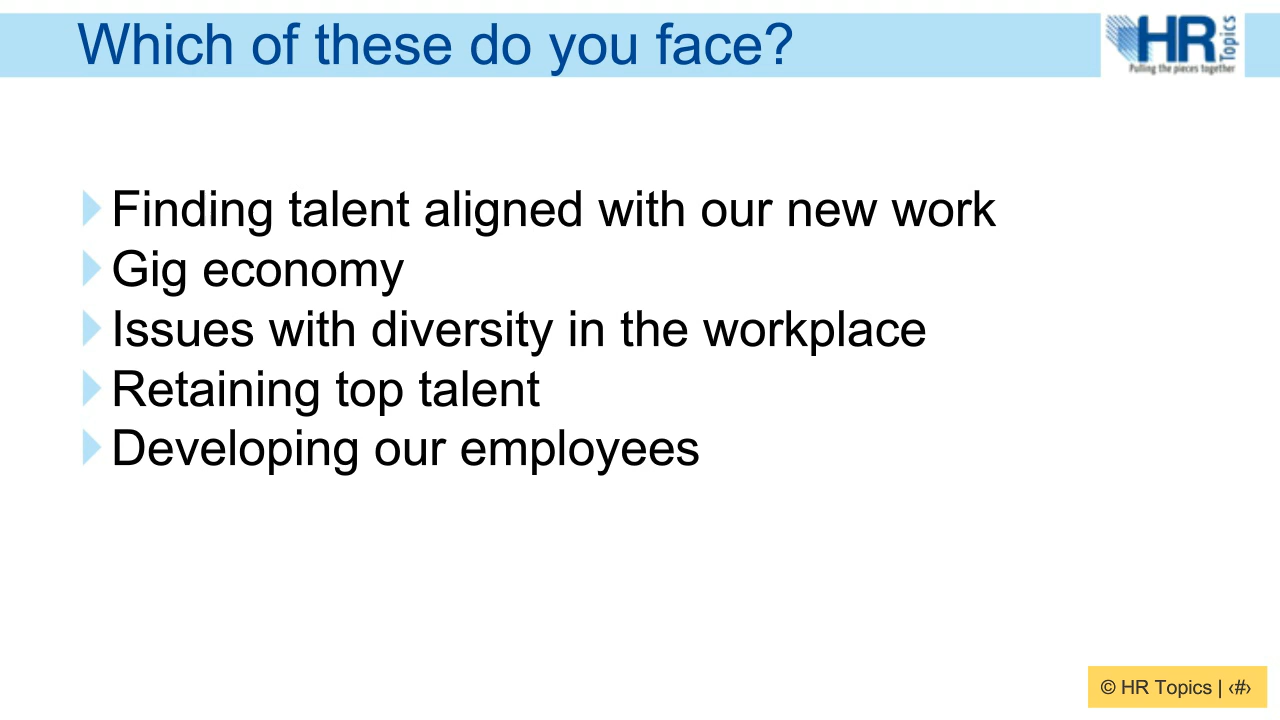 Which of these do you face?
HR Topics
Pulling the pieces together
Finding talent aligned with our new work
Gig economy
Issues with diversity in the workplace
Retaining top talent
Developing our employees
© HR Topics | ‹#›